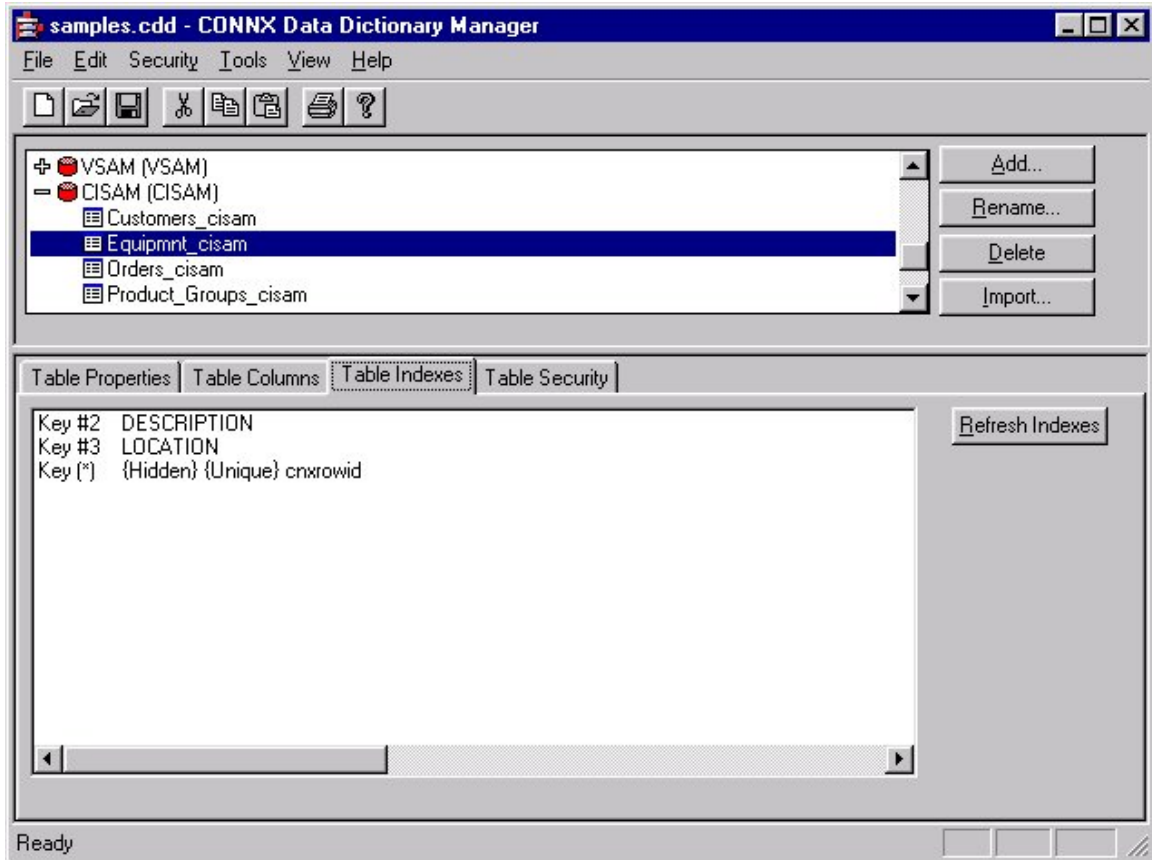 samples.cdd - CONNX Data Dictionary Manager
File Edit Security Tools View Help
VSAM (VSAM)
CISAM (CISAM)
Customers_cisam
Equipmnt_cisam
Orders_cisam
Product_Groups_cisam
Add...
Rename...
Delete
Import...
Table Properties Table Columns Table Indexes Table Security
Key #2 DESCRIPTION
Key #3 LOCATION
Key (*) {Hidden} {Unique} cnxrowid
Refresh Indexes
Ready